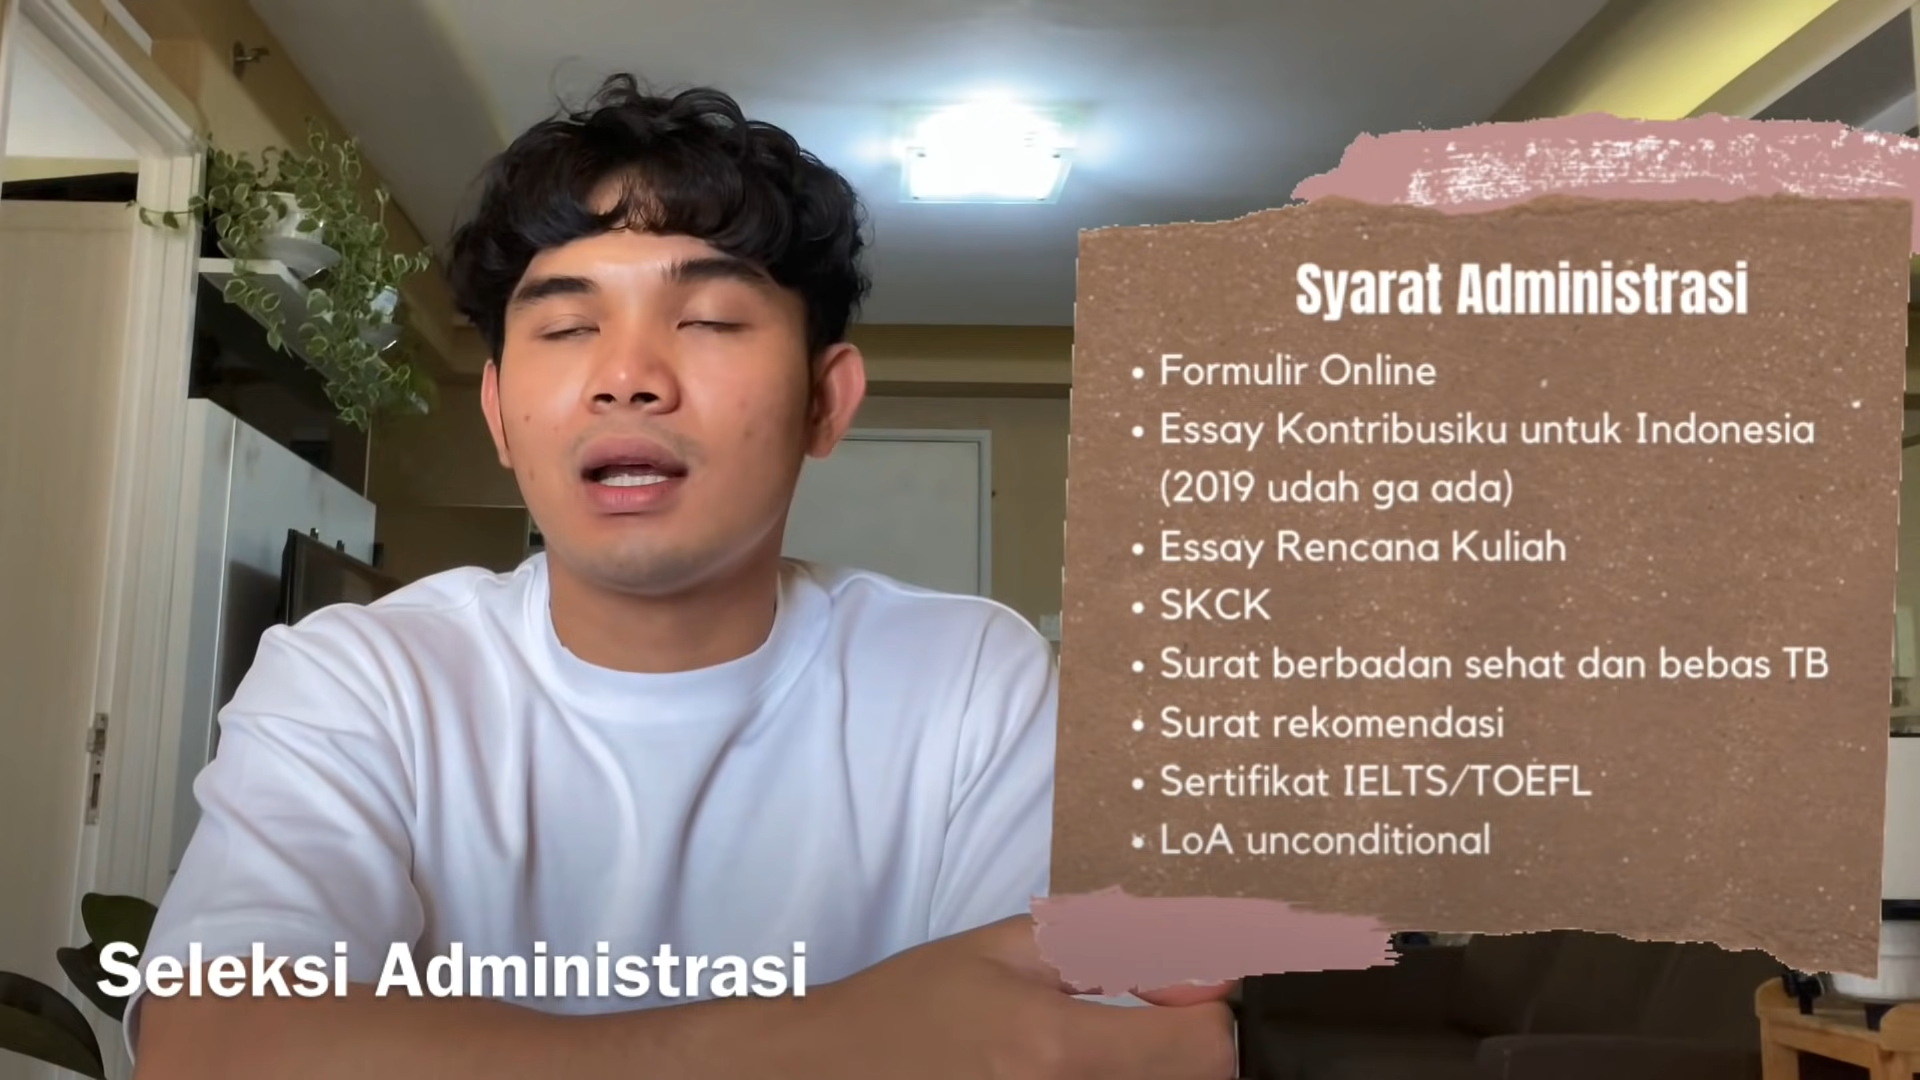 Syarat Administrasi
• Formulir Online
• Essay Kontribusiku untuk Indonesia
(2019 udah ga ada)
• Essay Rencana Kuliah
• SKCK
• Surat berbadan sehat dan bebas TB
• Surat rekomendasi
• Sertifikat IELTS/TOEFL
• LoA unconditional
Seleksi Administrasi